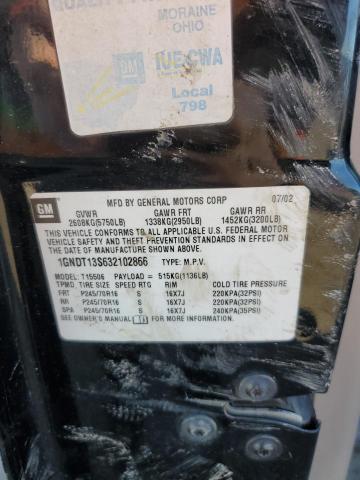 QUALITY
MORAINE
OHIO
GM
IUE-CWA
Local
798
GM
MFD BY GENERAL MOTORS CORP
07/02
GVWR GAWR FRT GAWR RR
2608KG(5750LB) 1338KG(2950LB) 1452KG(3200LB)
THIS VEHICLE CONFORMS TO ALL APPLICABLE U.S. FEDERAL MOTOR
VEHICLE SAFETY AND THEFT PREVENTION STANDARDS IN EFFECT ON
THE DATE OF MANUFACTURE SHOWN ABOVE.
1GNDT13S632102866 TYPE: M.P.V.
MODEL: T15506 PAYLOAD = 515KG(1136LB)
TPMD TIRE SIZE SPEED RTG RIM COLD TIRE PRESSURE
FRT P245/70R16 S 16X7J 220KPA(32PSI)
RR P245/70R16 S 16X7J 220KPA(32PSI)
SPA P245/70R16 S 16X7J 240KPA(35PSI)
SEE OWNER'S MANUAL FOR MORE INFORMATION